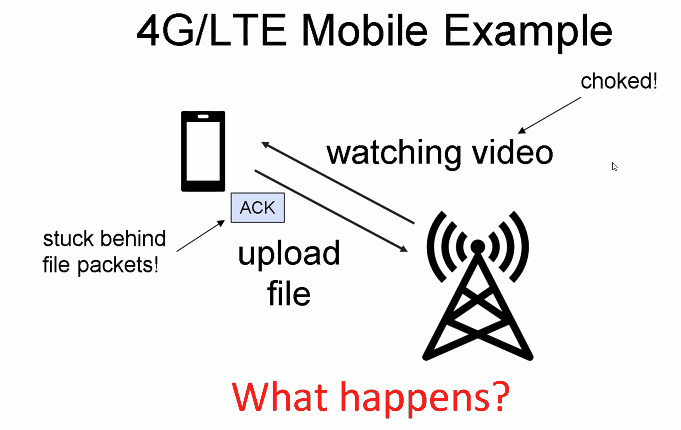 4G/LTE Mobile Example
choked!
watching video
ACK
stuck behind
file packets!
upload
file
What happens?